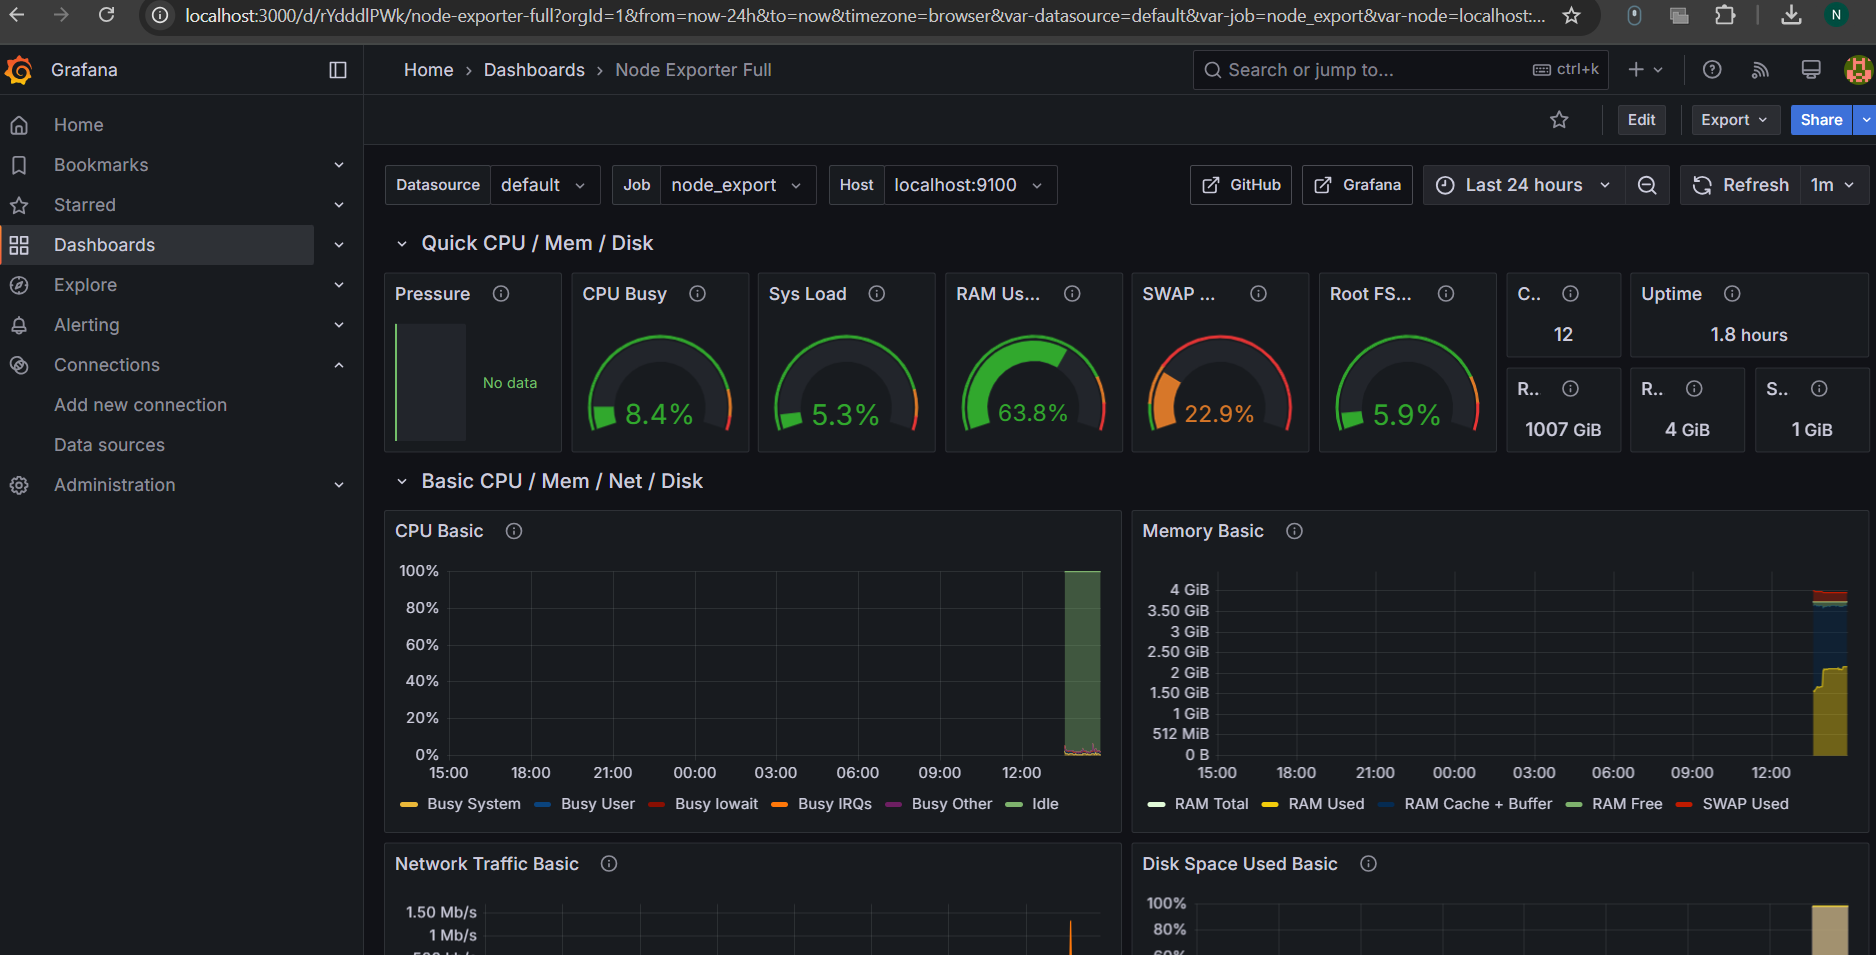 localhost:3000/d/rYdddlPWk/node-exporter-full?orgId=1&from=now-24h&to=now&timezone=browser&var-datasource=default&var-job=node_export&var-node=localhost:...
N
Grafana
Home › Dashboards › Node Exporter Full
Search or jump to...
ctrl+k
Edit
Export
Share
Home
Bookmarks
Starred
Dashboards
Explore
Alerting
Connections
Add new connection
Data sources
Administration
Datasource default
Job node_export
Host localhost:9100
GitHub
Grafana
Last 24 hours
Refresh 1m
Quick CPU / Mem / Disk
Pressure
No data
CPU Busy
8.4%
Sys Load
5.3%
RAM Us...
63.8%
SWAP ...
22.9%
Root FS...
5.9%
C..
12
Uptime
1.8 hours
R..
1007 GiB
R..
4 GiB
S..
1 GiB
Basic CPU / Mem / Net / Disk
CPU Basic
100%
80%
60%
40%
20%
0%
15:00 18:00 21:00 00:00 03:00 06:00 09:00 12:00
Busy System Busy User Busy Iowait Busy IRQs Busy Other Idle
Memory Basic
4 GiB
3.50 GiB
3 GiB
2.50 GiB
2 GiB
1.50 GiB
1 GiB
512 MiB
0 B
15:00 18:00 21:00 00:00 03:00 06:00 09:00 12:00
RAM Total RAM Used RAM Cache + Buffer RAM Free SWAP Used
Network Traffic Basic
1.50 Mb/s
1 Mb/s
Disk Space Used Basic
100%
80%